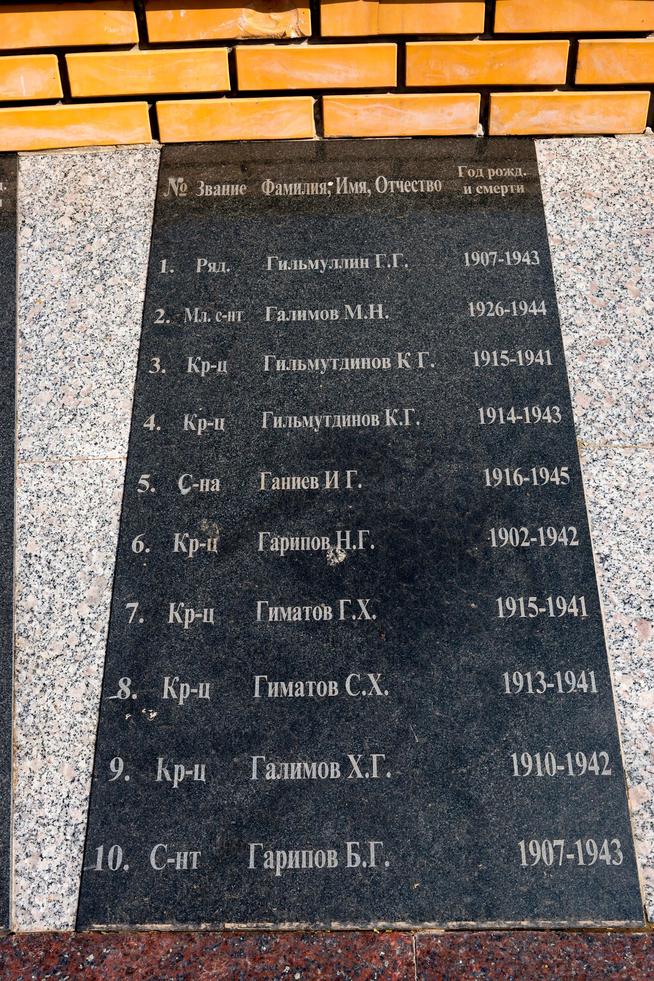 № Звание Фамилия, Имя, Отчество Год рожд. и смерти
1. Ряд. Гильмуллин Г.Г. 1907-1943
2. Мл. с-нт Галимов М.Н. 1926-1944
3. Кр-ц Гильмутдинов К Г. 1915-1941
4. Кр-ц Гильмутдинов К.Г. 1914-1943
5. С-на Ганиев И Г. 1916-1945
6. Кр-ц Гарипов Н.Г. 1902-1942
7. Кр-ц Гиматов Г.Х. 1915-1941
8. Кр-ц Гиматов С.Х. 1913-1941
9. Кр-ц Галимов Х.Г. 1910-1942
10. С-нт Гарипов Б.Г. 1907-1943